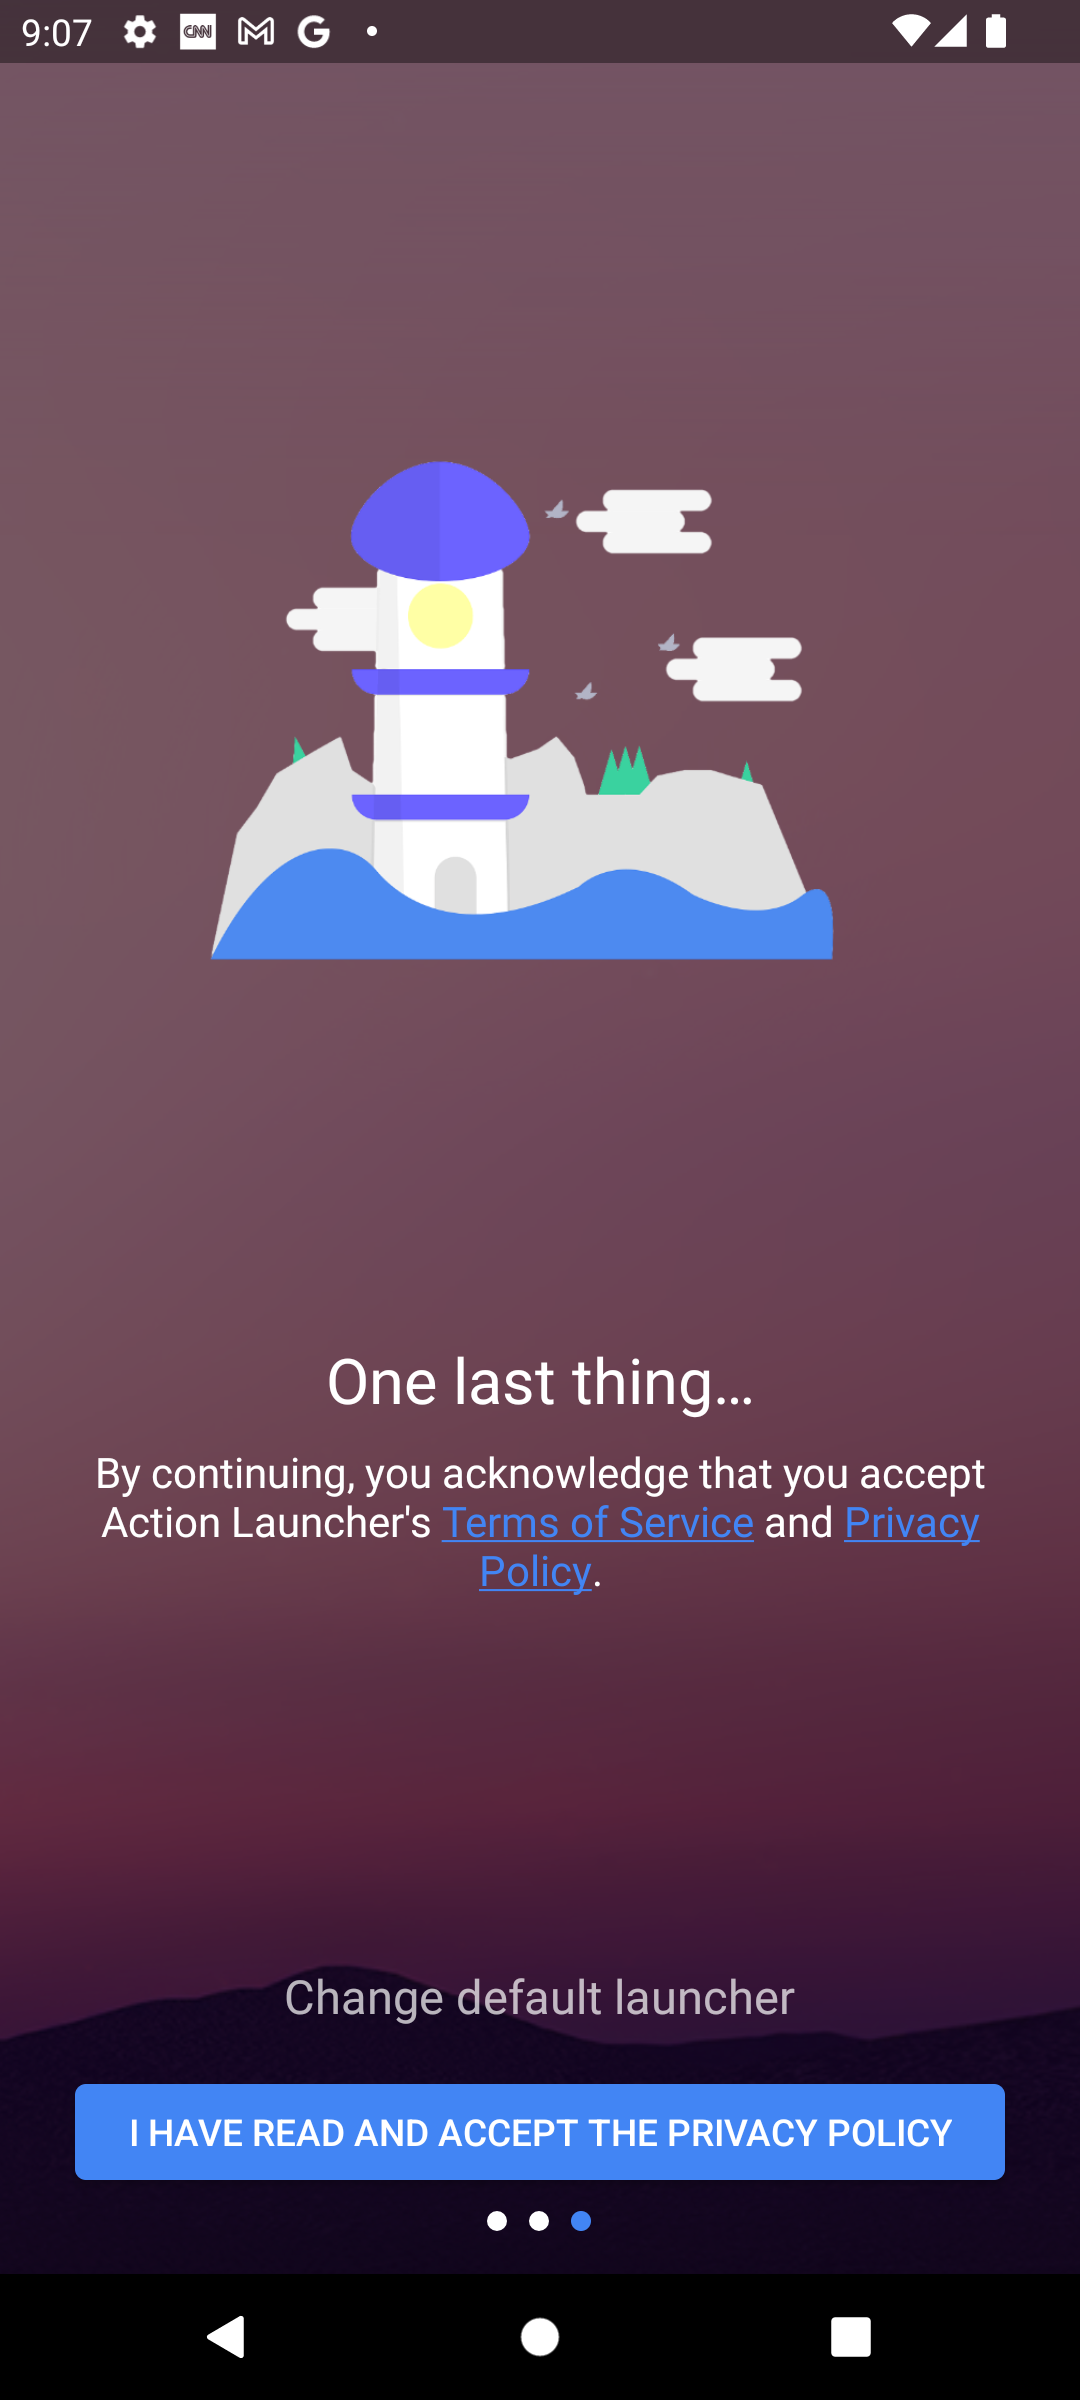 9:07
CNN
One last thing...
By continuing, you acknowledge that you accept
Action Launcher's Terms of Service and Privacy
Policy.
Change default launcher
I HAVE READ AND ACCEPT THE PRIVACY POLICY